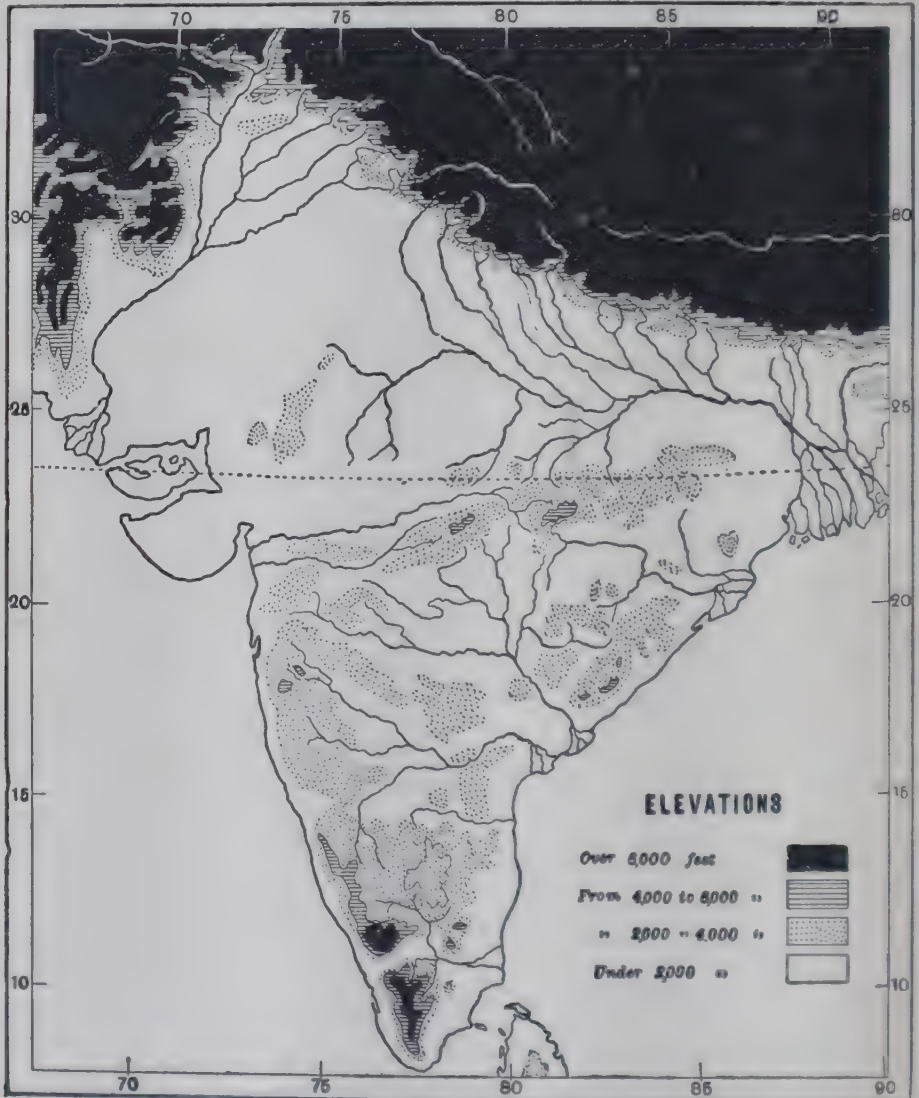 70 75 80 85 90
30 30
25 25
20 20
15 15
ELEVATIONS
Over 6,000 feet
From 4,000 to 6,000 "
" 2,000 " 4,000 "
Under 2,000 "
10 10
70 75 80 85 90